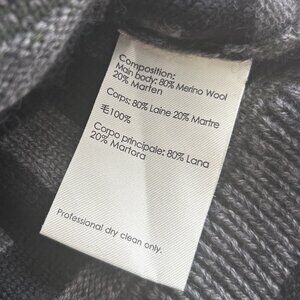 Composition:
Main body: 80% Merino Wool
20% Marten
Corps: 80% Laine 20% Martre
毛100%
Corpo principale: 80% Lana
20% Martora
Professional dry clean only.